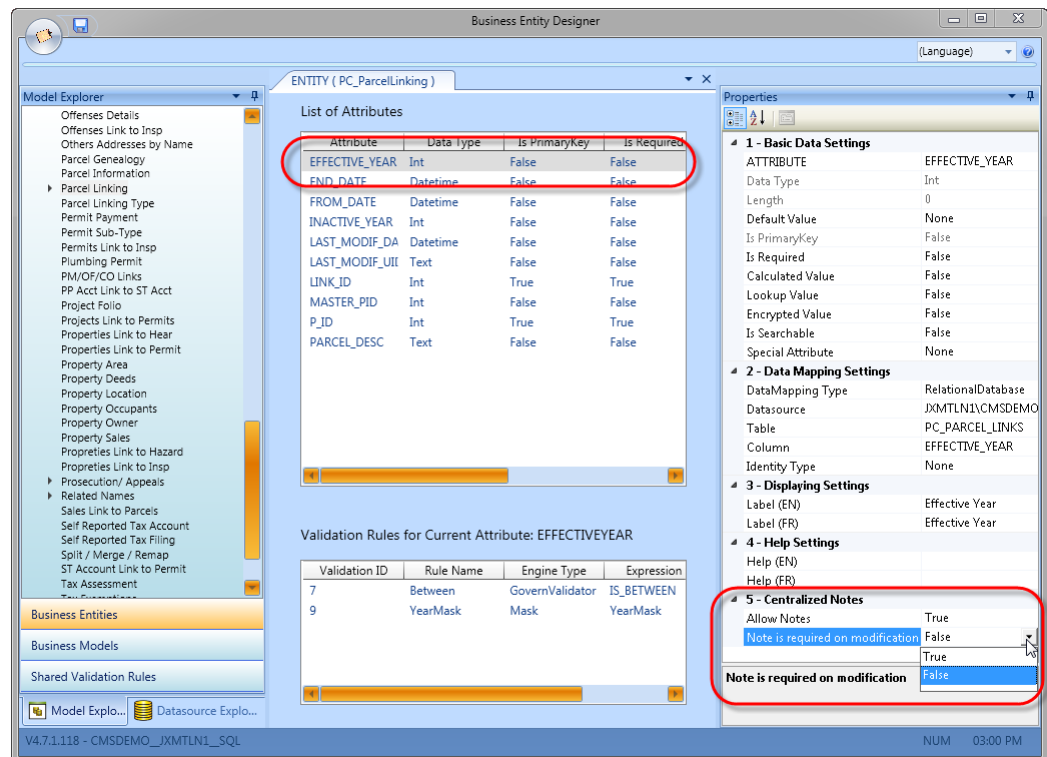 Business Entity Designer
(Language)
ENTITY ( PC_ParcelLinking )
Model Explorer
Offenses Details
Offenses Link to Insp
Others Addresses by Name
Parcel Genealogy
Parcel Information
Parcel Linking
Parcel Linking Type
Permit Payment
Permit Sub-Type
Permits Link to Insp
Plumbing Permit
PM/OF/CO Links
PP Acct Link to ST Acct
Project Folio
Projects Link to Permits
Properties Link to Hear
Properties Link to Permit
Property Area
Property Deeds
Property Location
Property Occupants
Property Owner
Property Sales
Propreties Link to Hazard
Propreties Link to Insp
Prosecution/ Appeals
Related Names
Sales Link to Parcels
Self Reported Tax Account
Self Reported Tax Filing
Split / Merge / Remap
ST Account Link to Permit
Tax Assessment
Business Entities
Business Models
Shared Validation Rules
Model Explo... Datasource Explo...
List of Attributes
Attribute Data Type Is PrimaryKey Is Required
EFFECTIVE_YEAR Int False False
END_DATE Datetime False False
FROM_DATE Datetime False False
INACTIVE_YEAR Int False False
LAST_MODIF_DA Datetime False False
LAST_MODIF_UII Text False False
LINK_ID Int True True
MASTER_PID Int False False
P_ID Int True True
PARCEL_DESC Text False False
Validation Rules for Current Attribute: EFFECTIVEYEAR
Validation ID Rule Name Engine Type Expression
7 Between GovernValidator IS_BETWEEN
9 YearMask Mask YearMask
Properties
1 - Basic Data Settings
ATTRIBUTE EFFECTIVE_YEAR
Data Type Int
Length 0
Default Value None
Is PrimaryKey False
Is Required False
Calculated Value False
Lookup Value False
Encrypted Value False
Is Searchable False
Special Attribute None
2 - Data Mapping Settings
DataMapping Type RelationalDatabase
Datasource JXMTLN1\CMSDEMO
Table PC_PARCEL_LINKS
Column EFFECTIVE_YEAR
Identity Type None
3 - Displaying Settings
Label (EN) Effective Year
Label (FR) Effective Year
4 - Help Settings
Help (EN)
Help (FR)
5 - Centralized Notes
Allow Notes True
Note is required on modification False
True
False
Note is required on modification
V4.7.1.118 - CMSDEMO__JXMTLN1__SQL
NUM 03:00 PM